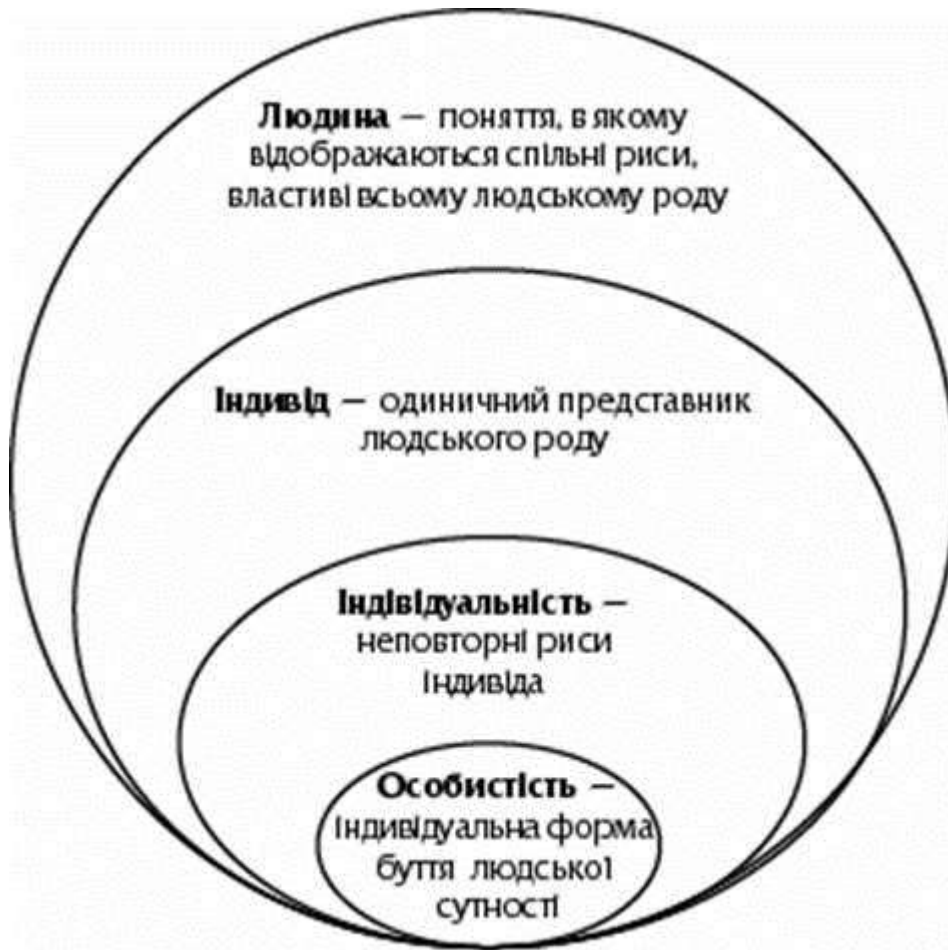 Людина — поняття, в якому
відображаються спільні риси,
властиві всьому людському роду
Індивід — одиничний представник
людського роду
Індівідуальність —
неповторні риси
індивіда
Особистість —
індивідуальна форма
буття людської
сутності